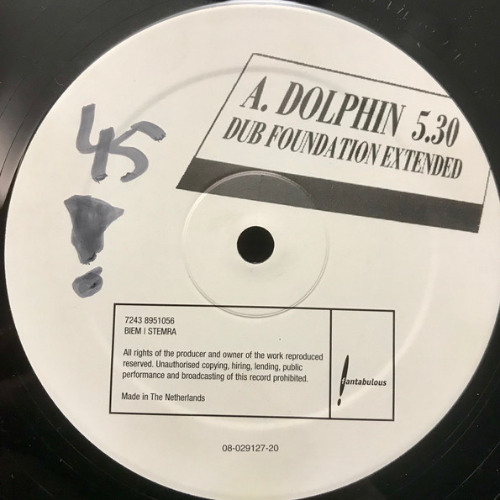 A. DOLPHIN 5.30
DUB FOUNDATION EXTENDED
45
!
7243 8951056
BIEM | STEMRA
All rights of the producer and owner of the work reproduced
reserved. Unauthorised copying, hiring, lending, public
performance and broadcasting of this record prohibited.
Made in The Netherlands
fantabulous
08-029127-20